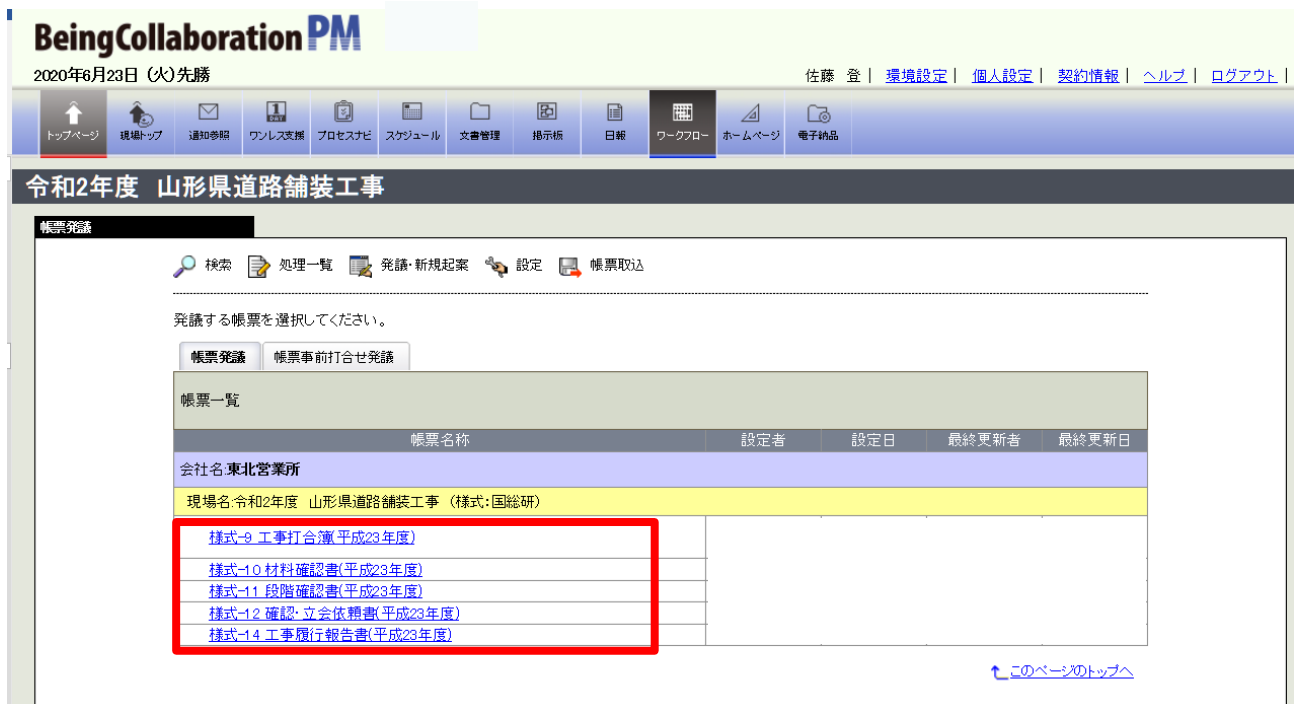 BeingCollaboration PM
2020年6月23日 (火)先勝
佐藤 登| 環境設定| 個人設定| 契約情報| ヘルプ| ログアウト|
トップページ 現場トップ 通知参照 ワンレス支援 プロセスナビ スケジュール 文書管理 掲示板 日報 ワークフロー ホームページ 電子納品
令和2年度 山形県道路舗装工事
帳票発議
検索 処理一覧 発議・新規起案 設定 帳票取込
発議する帳票を選択してください。
帳票発議 帳票事前打合せ発議
帳票一覧
帳票名称 設定者 設定日 最終更新者 最終更新日
会社名:東北営業所
現場名:令和2年度 山形県道路舗装工事 (様式:国総研)
様式-9 工事打合簿(平成23年度)
様式-10 材料確認書(平成23年度)
様式-11 段階確認書(平成23年度)
様式-12 確認・立会依頼書(平成23年度)
様式-14 工事履行報告書(平成23年度)
このページのトップへ